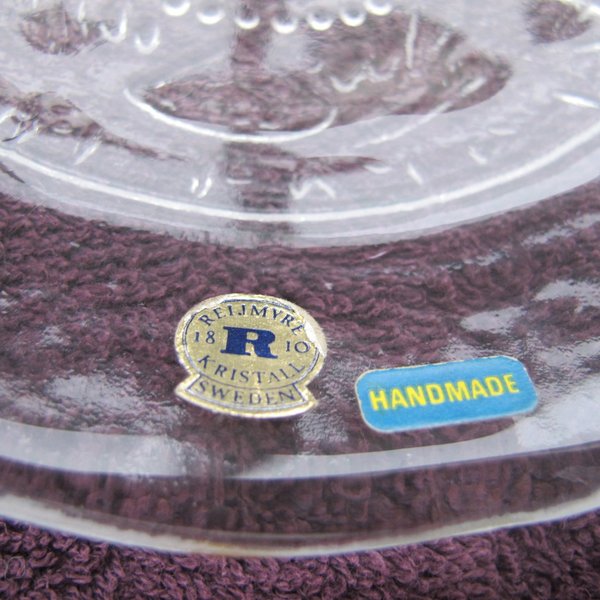 REIJMYRE
18 R 10
KRISTALL
SWEDEN
HANDMADE